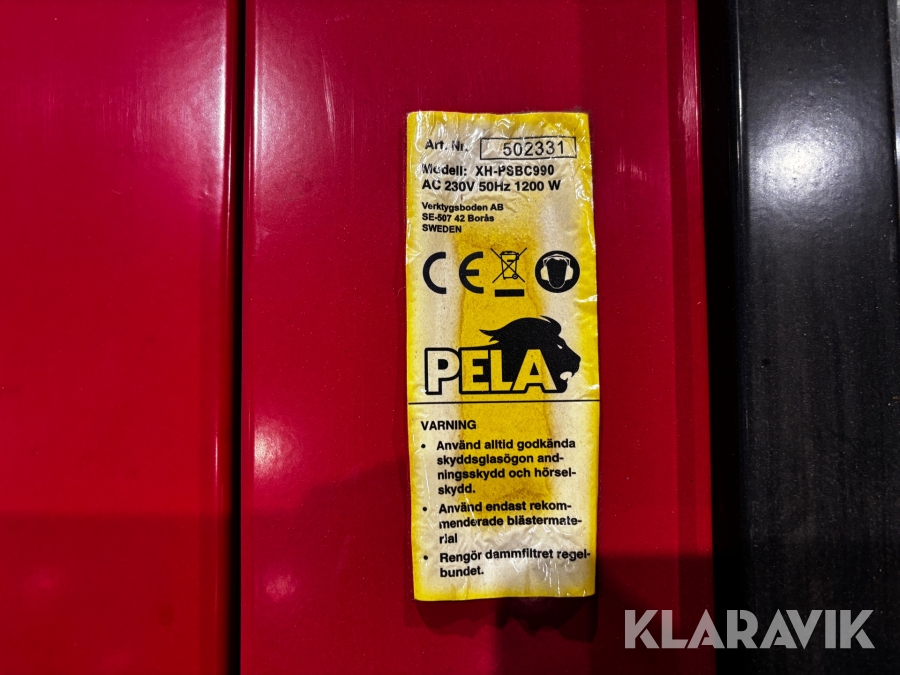 Art. Nr. 502331
Modell: XH-PSBC990
AC 230V 50Hz 1200 W
Verktygsboden AB
SE-507 42 Borås
SWEDEN
CE
PELA
VARNING
• Använd alltid godkända
skyddsglasögon and-
ningsskydd och hörsel-
skydd.
• Använd endast rekom-
menderade blästermate-
rial
• Rengör dammfiltret regel-
bundet.
KLARAVIK